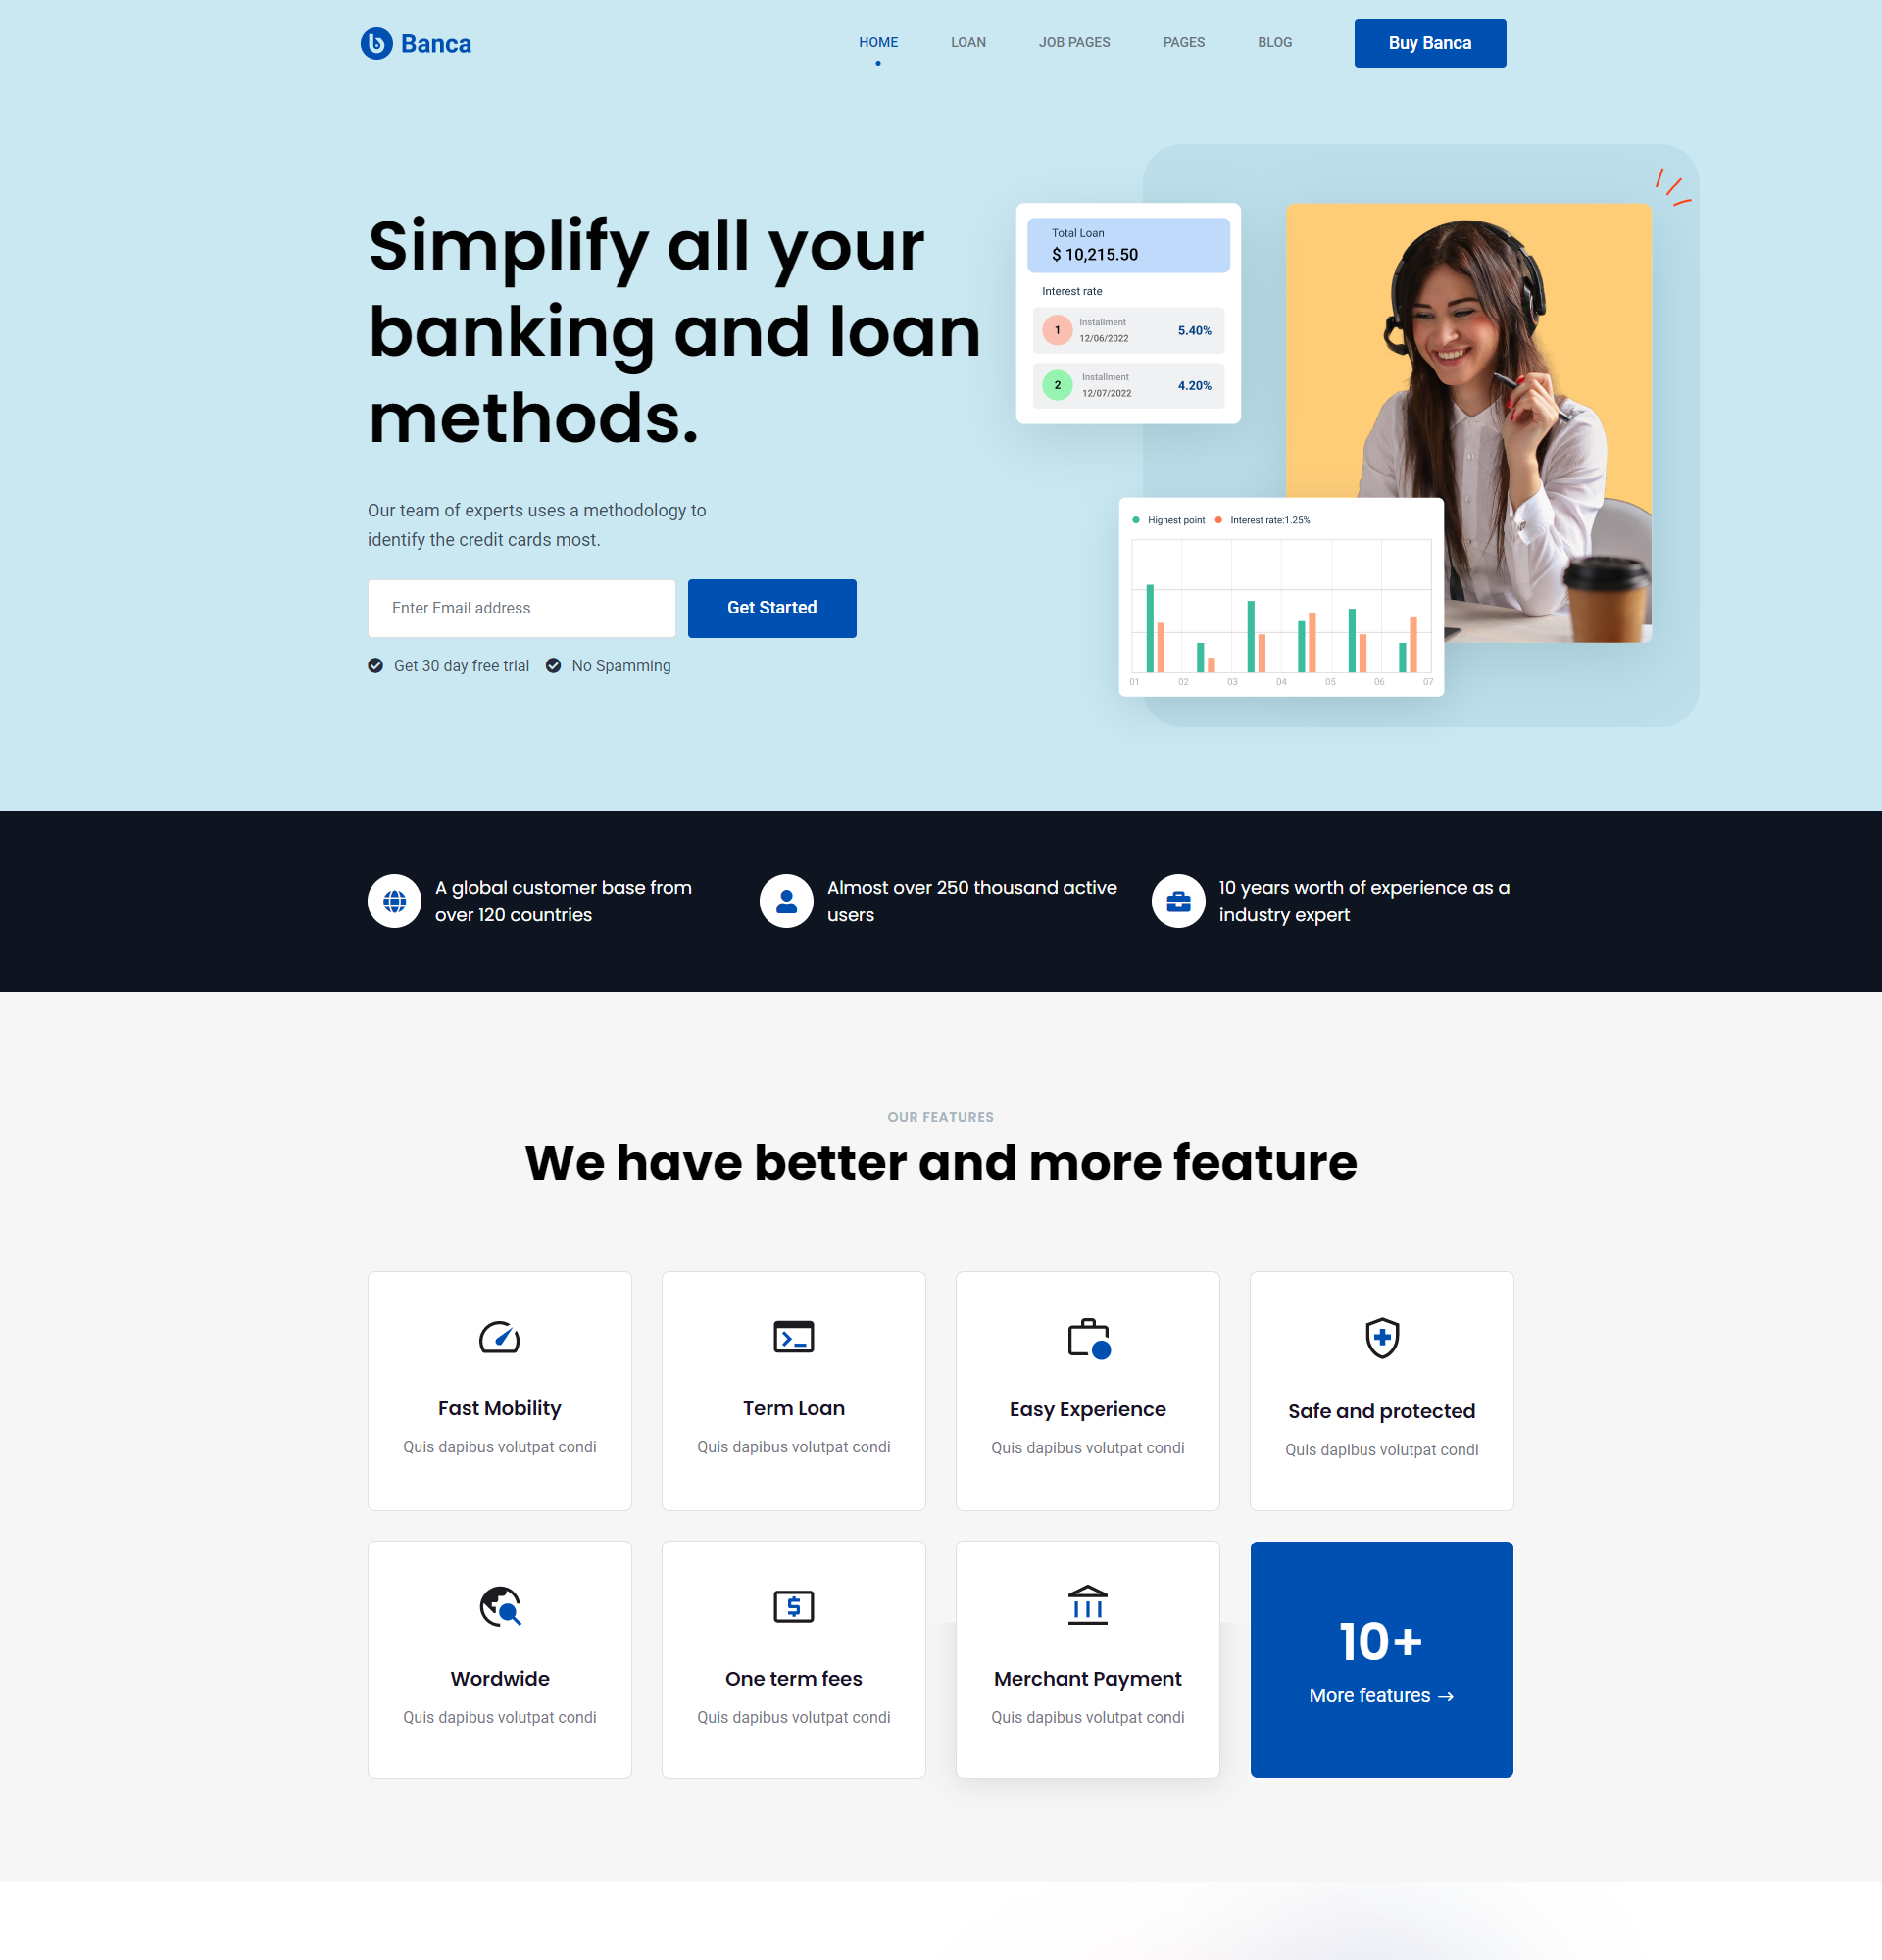 Banca
HOME
LOAN
JOB PAGES
PAGES
BLOG
Buy Banca
Simplify all your
banking and loan
methods.
Our team of experts uses a methodology to
identify the credit cards most.
Enter Email address
Get Started
Get 30 day free trial
No Spamming
Total Loan
$ 10,215.50
Interest rate
1
Installment
12/06/2022
5.40%
2
Installment
12/07/2022
4.20%
Highest point
Interest rate:1.25%
01 02 03 04 05 06 07
A global customer base from
over 120 countries
Almost over 250 thousand active
users
10 years worth of experience as a
industry expert
OUR FEATURES
We have better and more feature
Fast Mobility
Quis dapibus volutpat condi
Term Loan
Quis dapibus volutpat condi
Easy Experience
Quis dapibus volutpat condi
Safe and protected
Quis dapibus volutpat condi
Wordwide
Quis dapibus volutpat condi
One term fees
Quis dapibus volutpat condi
Merchant Payment
Quis dapibus volutpat condi
10+
More features →